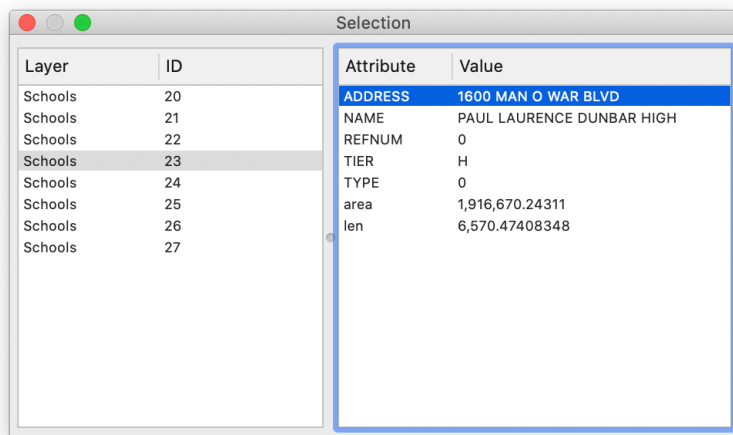 Selection
Layer ID
Schools 20
Schools 21
Schools 22
Schools 23
Schools 24
Schools 25
Schools 26
Schools 27
Attribute Value
ADDRESS 1600 MAN O WAR BLVD
NAME PAUL LAURENCE DUNBAR HIGH
REFNUM 0
TIER H
TYPE 0
area 1,916,670.24311
len 6,570.47408348